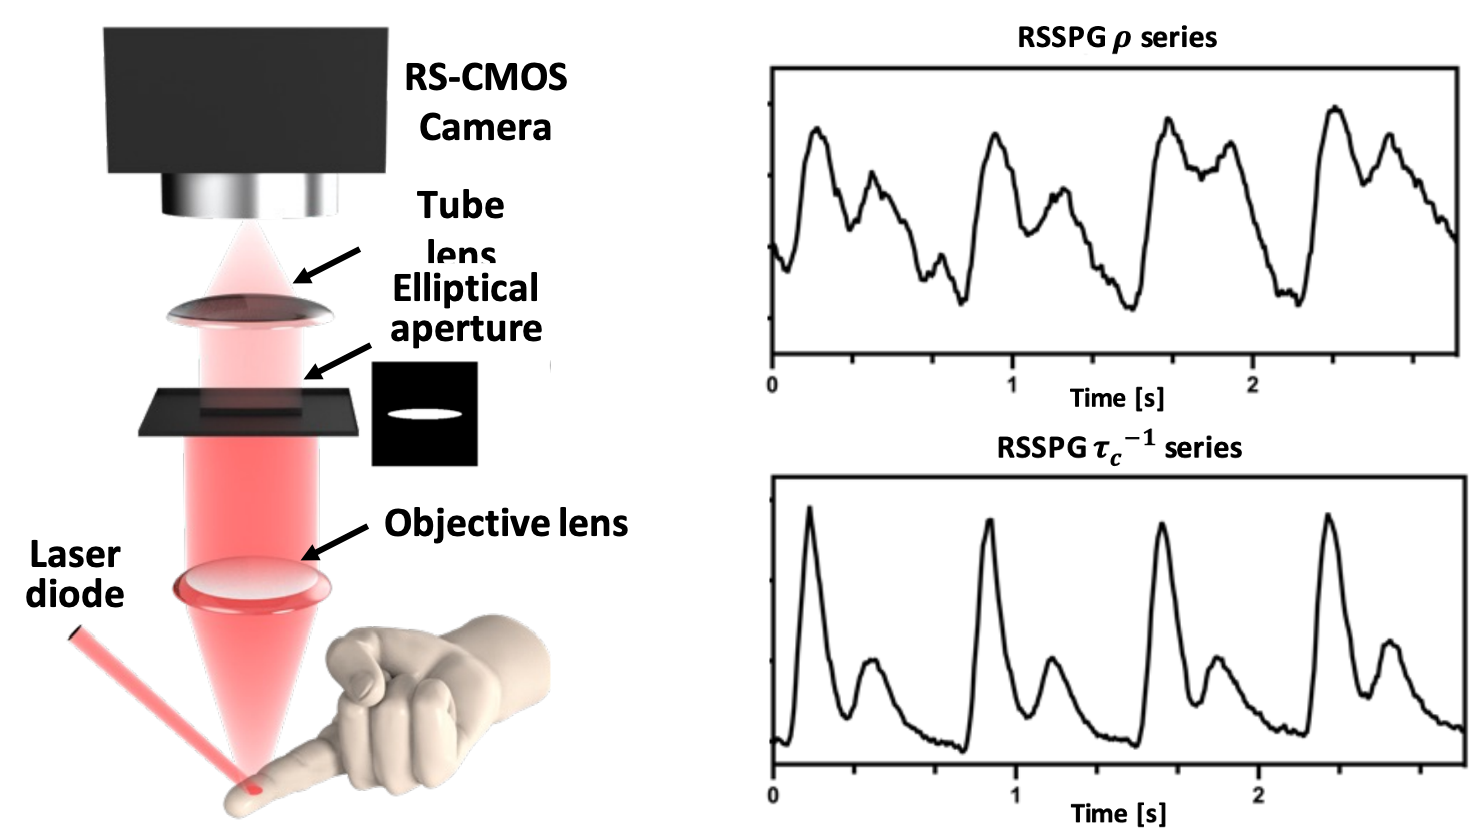 RS-CMOS
Camera
Tube
lens
Elliptical
aperture
Objective lens
Laser
diode
RSSPG ρ series
0 1 2
Time [s]
RSSPG τc⁻¹ series
0 1 2
Time [s]